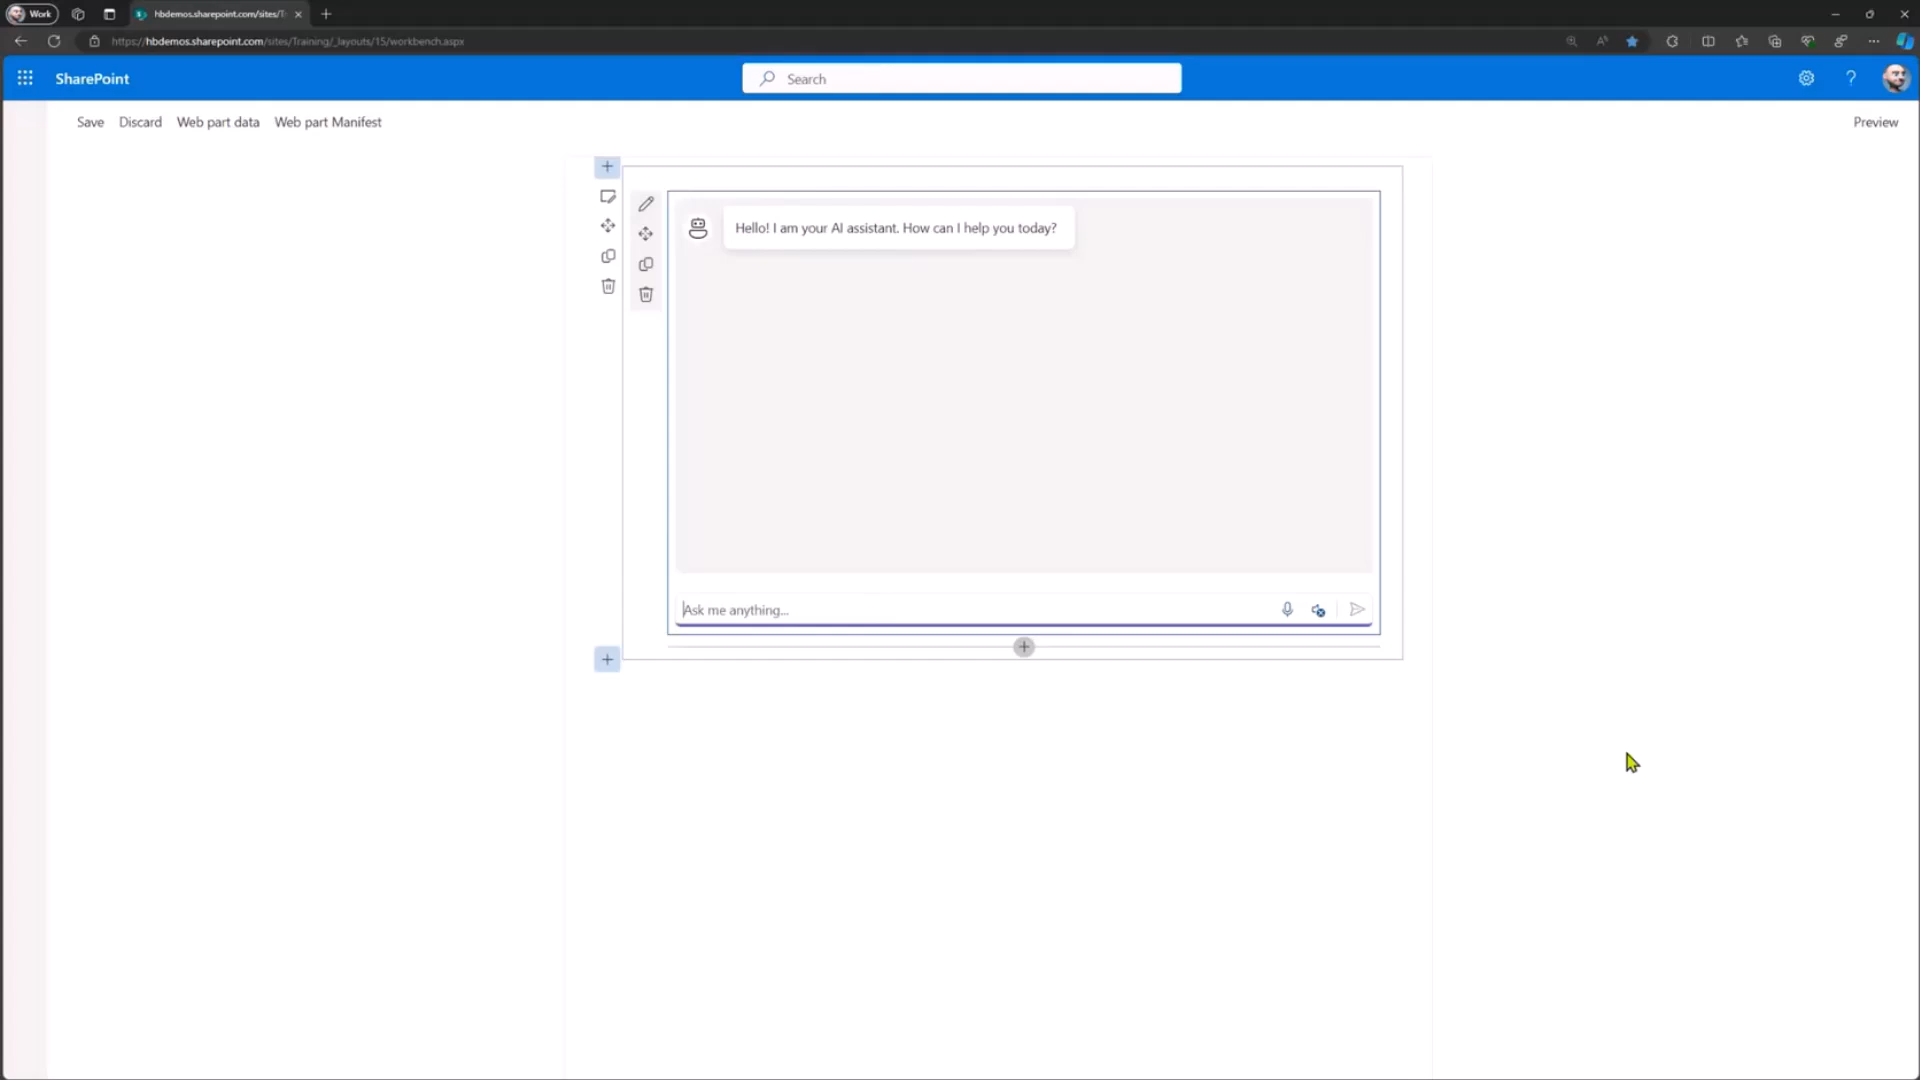 Work
hbdemos.sharepoint.com/sites/T
https://hbdemos.sharepoint.com/sites/Training/_layouts/15/workbench.aspx
SharePoint
Search
Save Discard Web part data Web part Manifest
Preview
Hello! I am your AI assistant. How can I help you today?
Ask me anything...